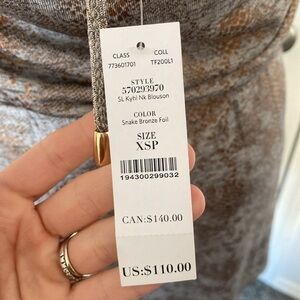 CLASS COLL
773601701 TF200L1
STYLE
570293970
SL Kyhl Nk Blouson
COLOR
Snake Bronze Foil
SIZE
XSP
194300299032
CAN:$140.00
US:$110.00